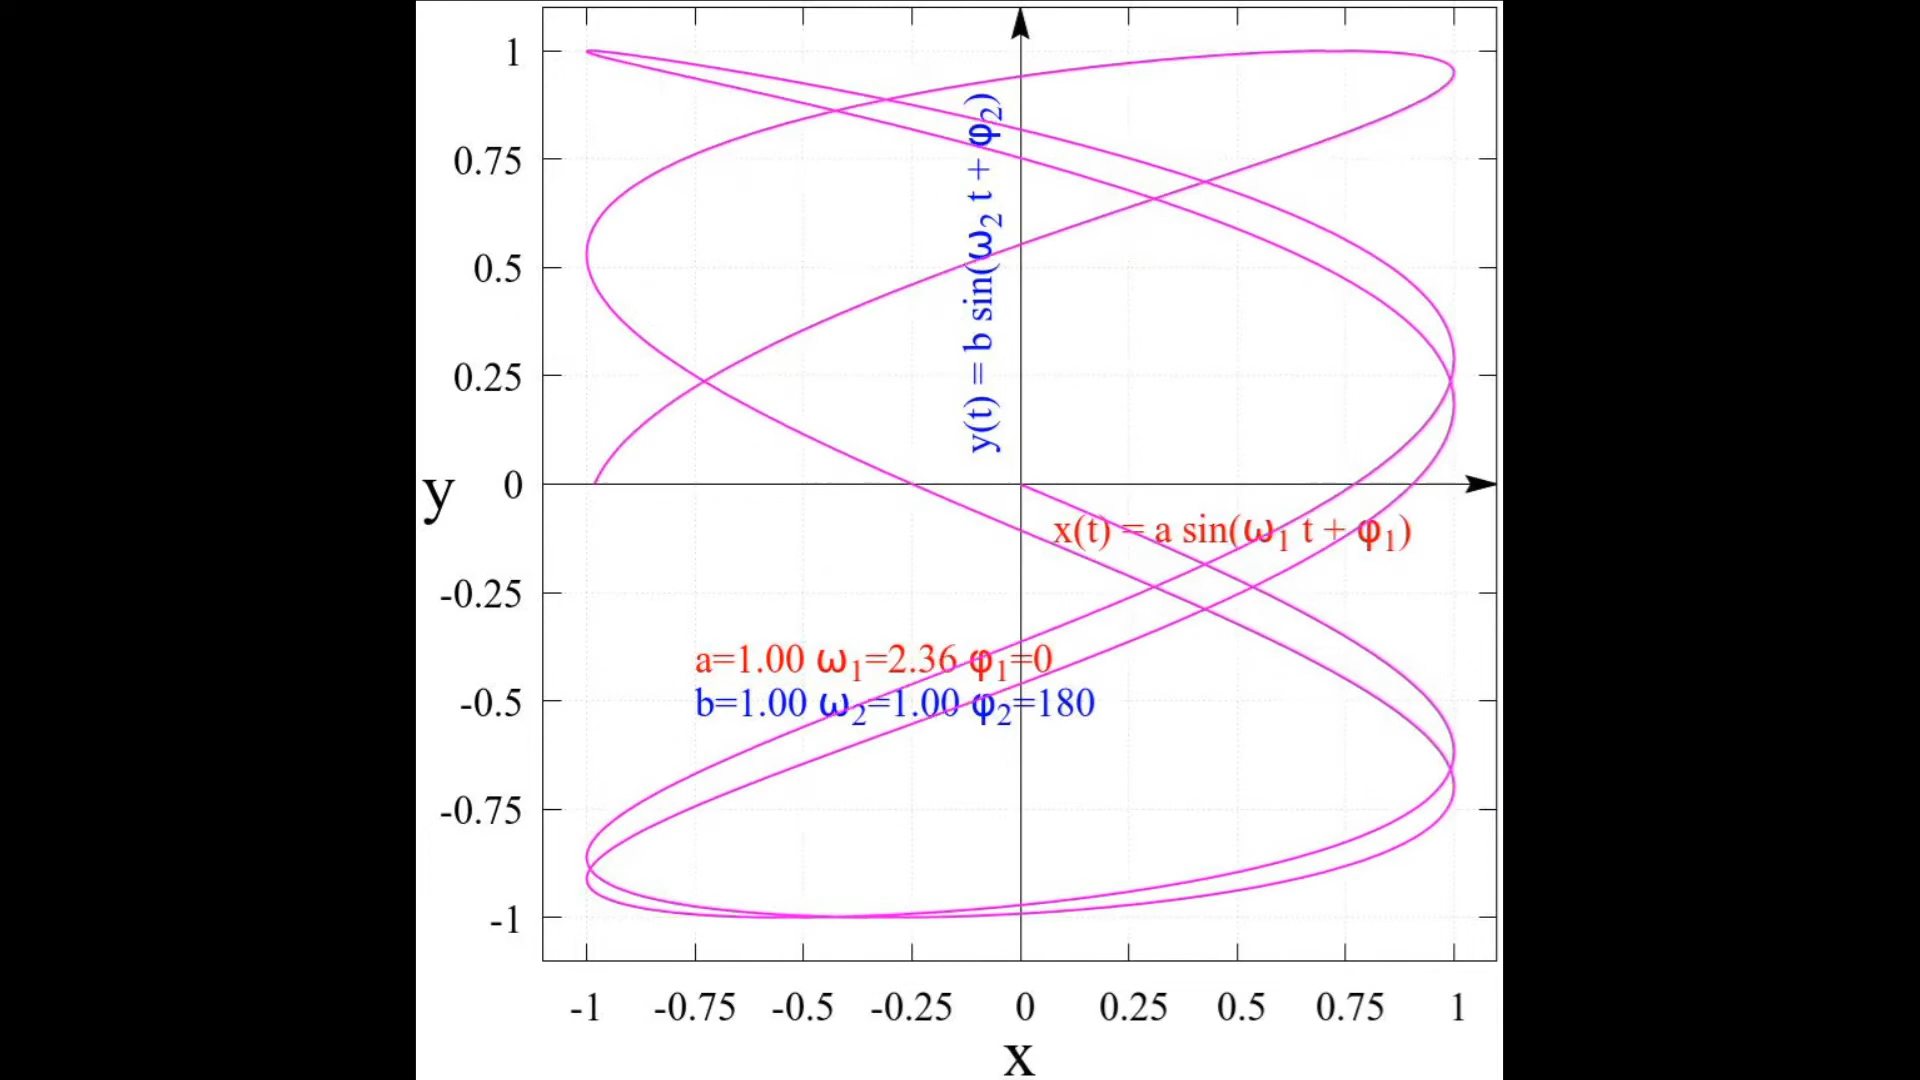 1
0.75
0.5
0.25
0
-0.25
-0.5
-0.75
-1
y
y(t) = b sin(ω2 t + φ2)
x(t) = a sin(ω1 t + φ1)
a=1.00 ω1=2.36 φ1=0
b=1.00 ω2=1.00 φ2=180
-1 -0.75 -0.5 -0.25 0 0.25 0.5 0.75 1
x